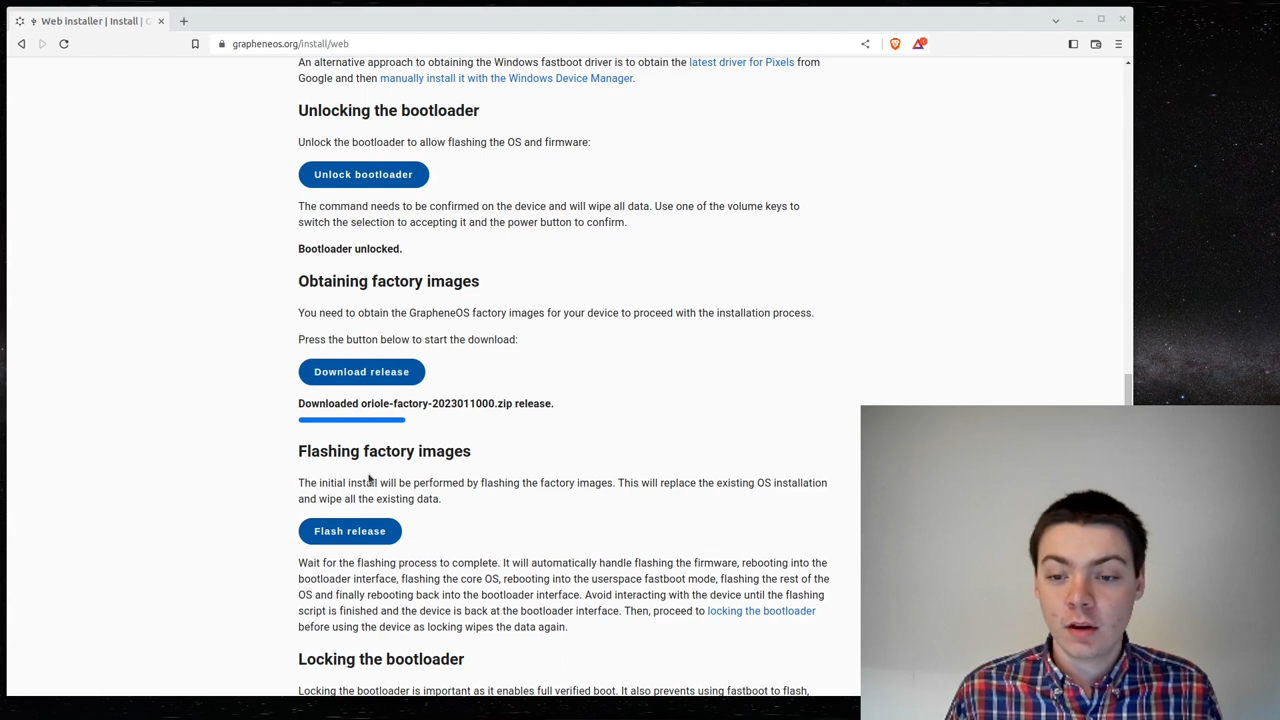 Web installer | Install | G
grapheneos.org/install/web
An alternative approach to obtaining the Windows fastboot driver is to obtain the latest driver for Pixels from
Google and then manually install it with the Windows Device Manager.
Unlocking the bootloader
Unlock the bootloader to allow flashing the OS and firmware:
Unlock bootloader
The command needs to be confirmed on the device and will wipe all data. Use one of the volume keys to
switch the selection to accepting it and the power button to confirm.
Bootloader unlocked.
Obtaining factory images
You need to obtain the GrapheneOS factory images for your device to proceed with the installation process.
Press the button below to start the download:
Download release
Downloaded oriole-factory-2023011000.zip release.
Flashing factory images
The initial install will be performed by flashing the factory images. This will replace the existing OS installation
and wipe all the existing data.
Flash release
Wait for the flashing process to complete. It will automatically handle flashing the firmware, rebooting into the
bootloader interface, flashing the core OS, rebooting into the userspace fastboot mode, flashing the rest of the
OS and finally rebooting back into the bootloader interface. Avoid interacting with the device until the flashing
script is finished and the device is back at the bootloader interface. Then, proceed to locking the bootloader
before using the device as locking wipes the data again.
Locking the bootloader
Locking the bootloader is important as it enables full verified boot. It also prevents using fastboot to flash,